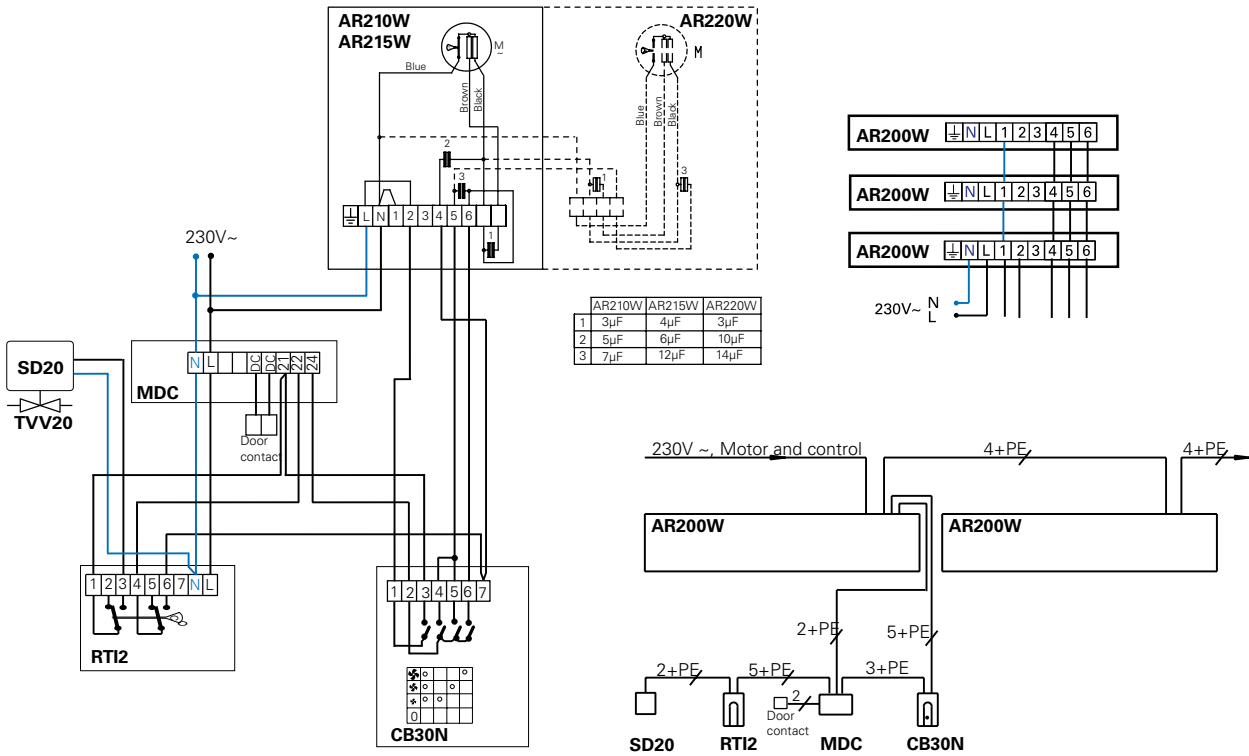 AR210W
AR215W
M
~
Blue
Brown
Black
2
3
1
⏚ L N 1 2 3 4 5 6
AR220W
M
Blue
Brown
Black
1
3
AR200W
⏚ N L 1 2 3 4 5 6
AR200W
⏚ N L 1 2 3 4 5 6
AR200W
⏚ N L 1 2 3 4 5 6
230V~ N
L
AR210W AR215W AR220W
1 3µF 4µF 3µF
2 5µF 6µF 10µF
3 7µF 12µF 14µF
230V~
SD20
TVV20
N L DC DC 21 22 24
MDC
Door
contact
1 2 3 4 5 6 7 N L
RTI2
1 2 3 4 5 6 7
0
CB30N
230V ~, Motor and control
4+PE
4+PE
AR200W
AR200W
2+PE
5+PE
2+PE
5+PE
3+PE
2
Door
contact
SD20
RTI2
MDC
CB30N